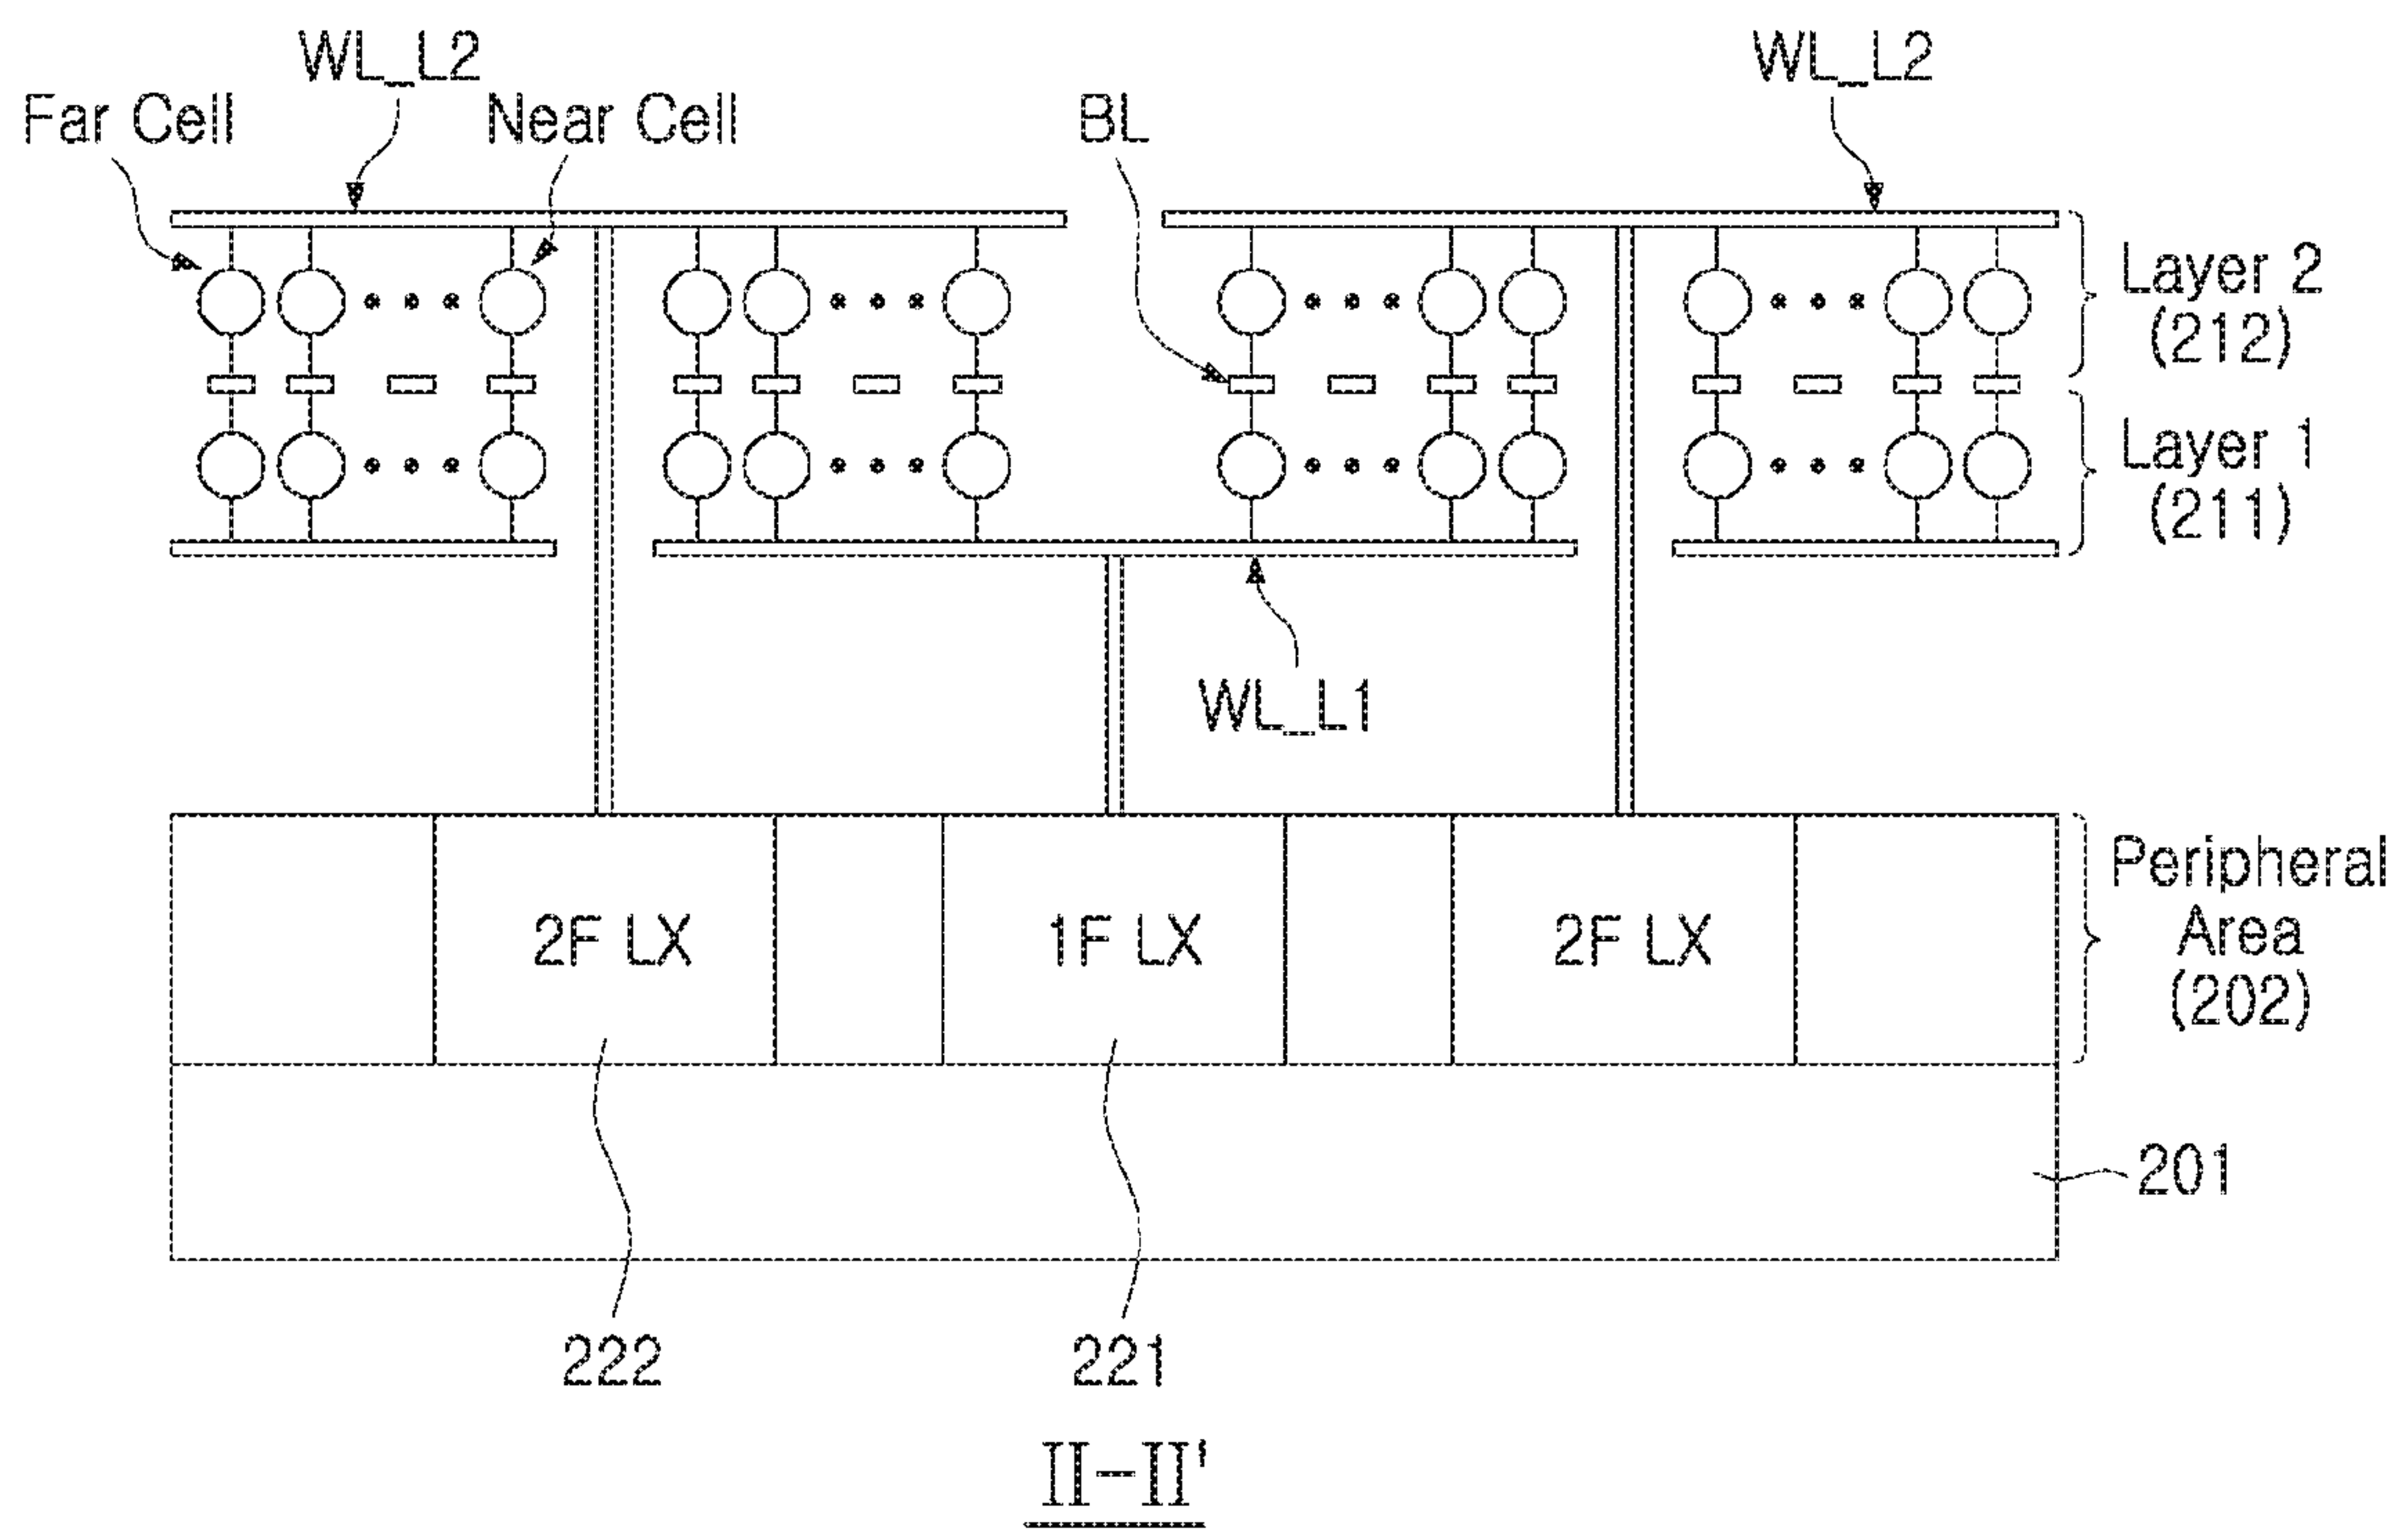 WL_L2
WL_L2
Far Cell
Near Cell
BL
Layer 2
(212)
Layer 1
(211)
WL_L1
2F LX
1F LX
2F LX
Peripheral
Area
(202)
201
222
221
II-II'